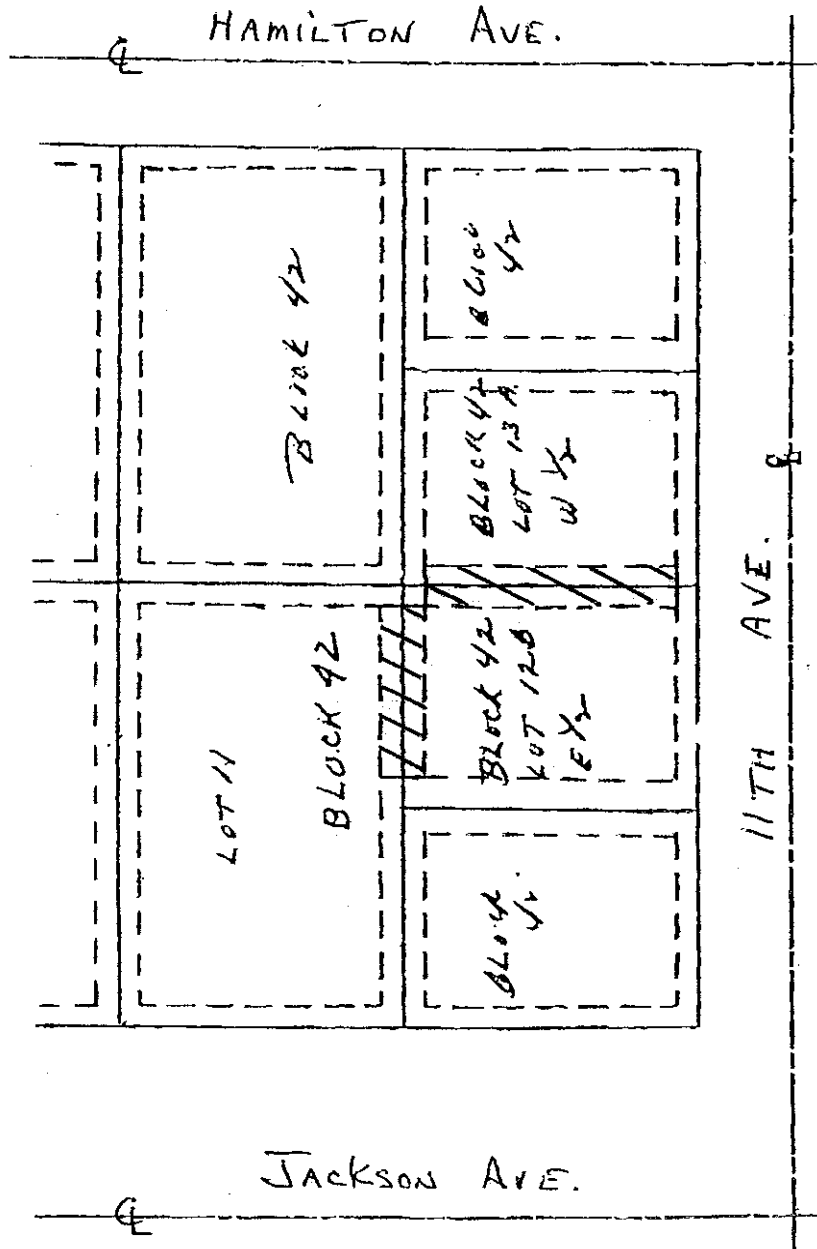 HAMILTON AVE.
℄
BLOCK 42
BLOCK
42
BLOCK 42
LOT 13 A
W 1/2
℄
11TH AVE.
LOT 11
BLOCK 42
BLOCK 42
LOT 12B
E 1/2
BLOCK
42
JACKSON AVE.
℄